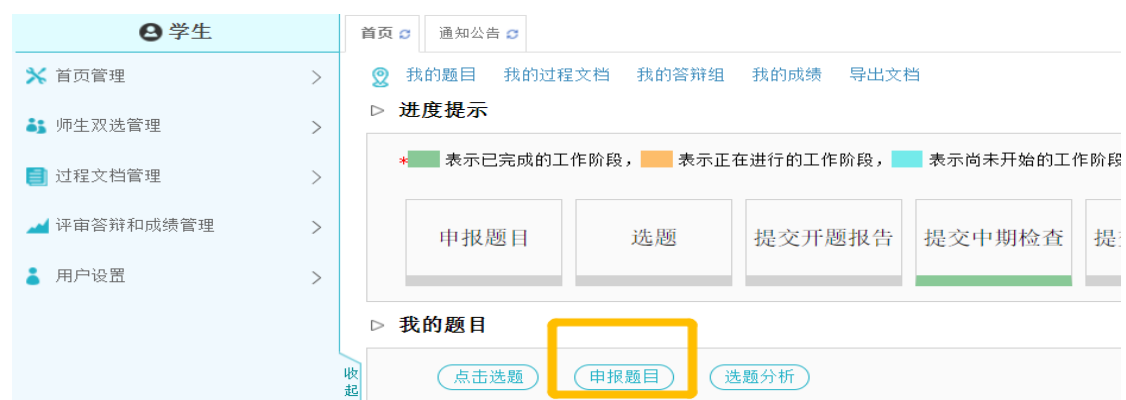 学生
首页 通知公告
首页管理
师生双选管理
过程文档管理
评审答辩和成绩管理
用户设置
我的题目 我的过程文档 我的答辩组 我的成绩 导出文档
进度提示
* 表示已完成的工作阶段, 表示正在进行的工作阶段, 表示尚未开始的工作阶段
申报题目 选题 提交开题报告 提交中期检查 提
我的题目
点击选题 申报题目 选题分析
收起